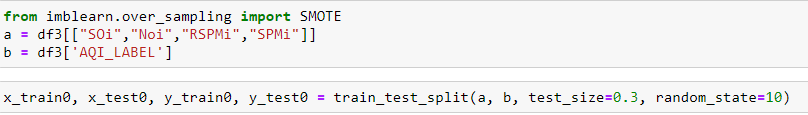 from imblearn.over_sampling import SMOTE
a = df3[["SOi","Noi","RSPMi","SPMi"]]
b = df3['AQI_LABEL']
x_train0, x_test0, y_train0, y_test0 = train_test_split(a, b, test_size=0.3, random_state=10)